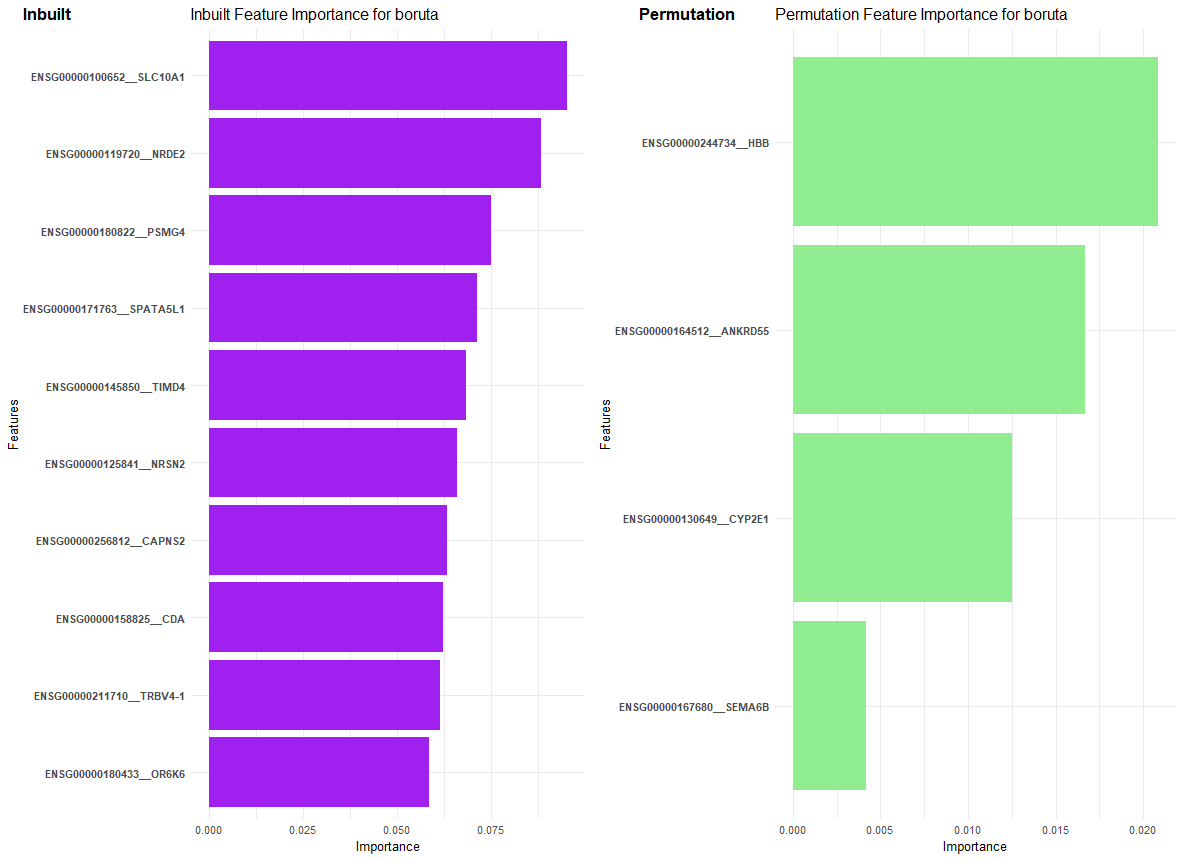 Inbuilt
Inbuilt Feature Importance for boruta
ENSG00000100652__SLC10A1
ENSG00000119720__NRDE2
ENSG00000180822__PSMG4
ENSG00000171763__SPATA5L1
ENSG00000145850__TIMD4
ENSG00000125841__NRSN2
ENSG00000256812__CAPNS2
ENSG00000158825__CDA
ENSG00000211710__TRBV4-1
ENSG00000180433__OR6K6
Features
0.000 0.025 0.050 0.075
Importance
Permutation
Permutation Feature Importance for boruta
ENSG00000244734__HBB
ENSG00000164512__ANKRD55
ENSG00000130649__CYP2E1
ENSG00000167680__SEMA6B
Features
0.000 0.005 0.010 0.015 0.020
Importance